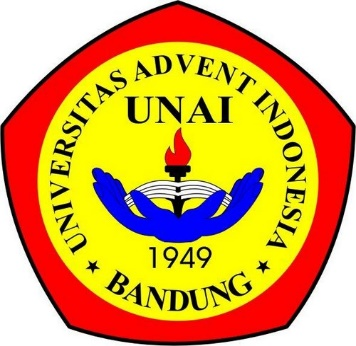 UNIVERSITAS ADVENT INDONESIA
UNAI
1949
★ BANDUNG ★